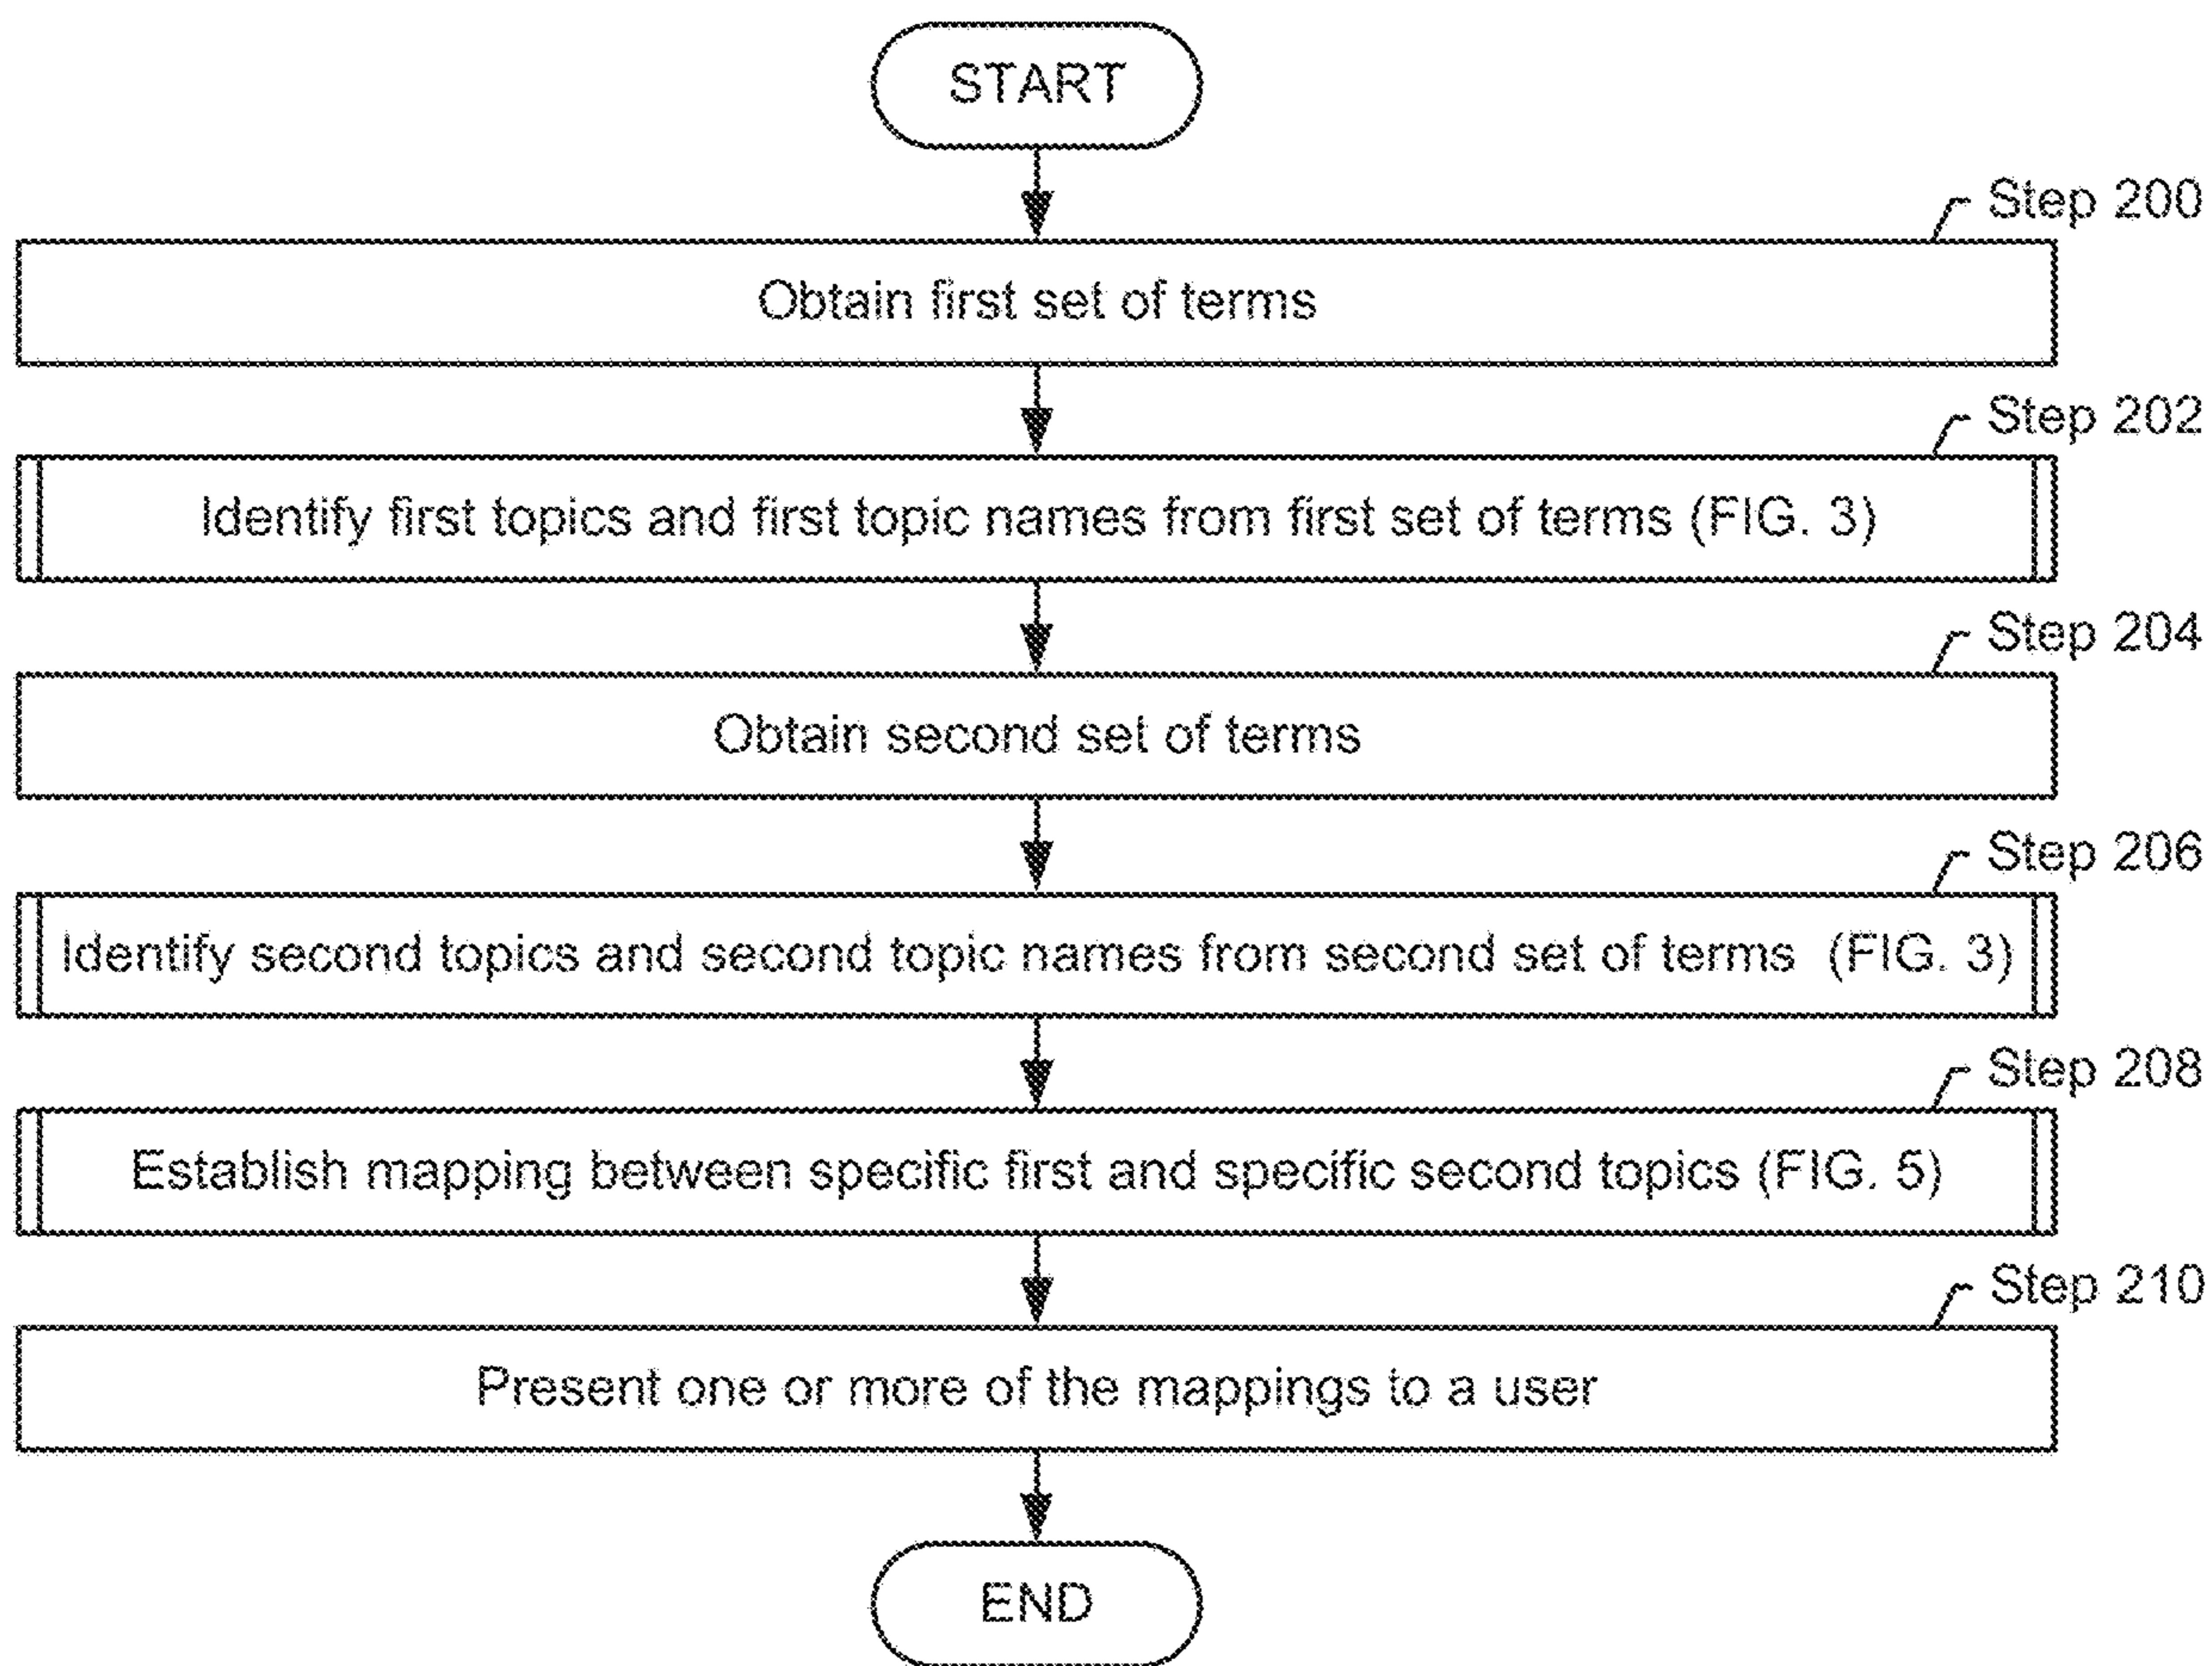 START
Step 200
Obtain first set of terms
Step 202
Identify first topics and first topic names from first set of terms (FIG. 3)
Step 204
Obtain second set of terms
Step 206
Identify second topics and second topic names from second set of terms (FIG. 3)
Step 208
Establish mapping between specific first and specific second topics (FIG. 5)
Step 210
Present one or more of the mappings to a user
END